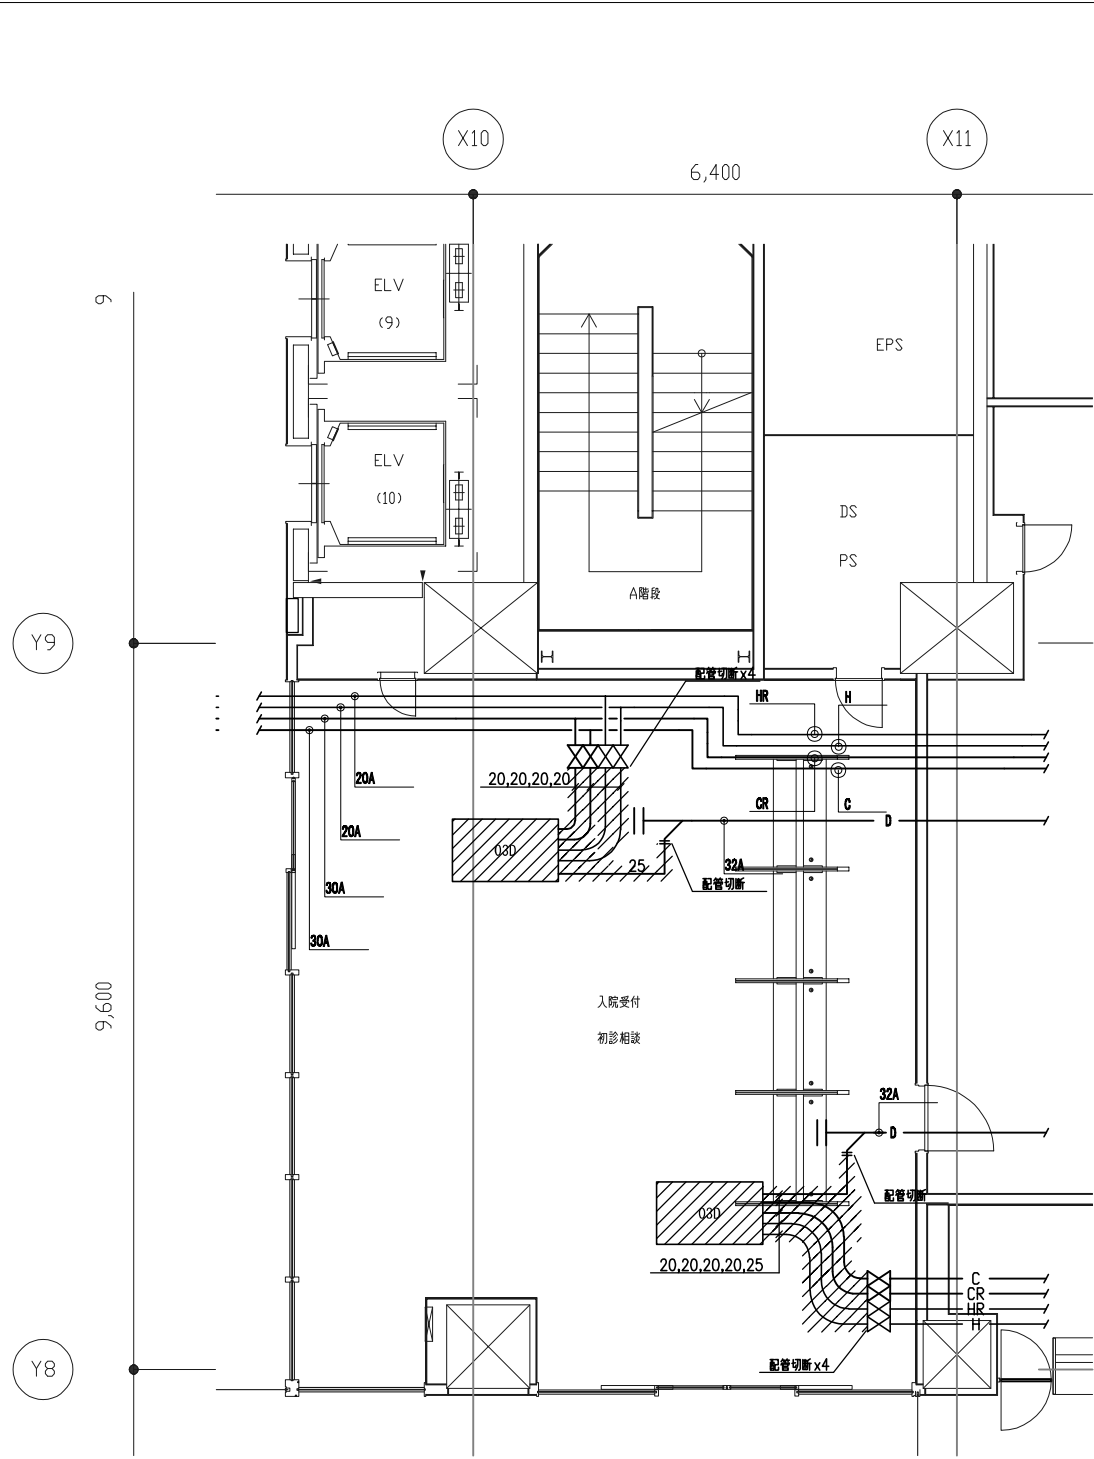 X10
X11
6,400
ELV
(9)
9
EPS
ELV
(10)
DS
PS
A階段
Y9
配管切断x4
HR
H
20A
20,20,20,20
CR
C
20A
D
03D
25
32A
配管切断
30A
30A
入院受付
初診相談
9,600
32A
D
配管切断
03D
20,20,20,20,25
C
CR
HR
H
配管切断x4
Y8